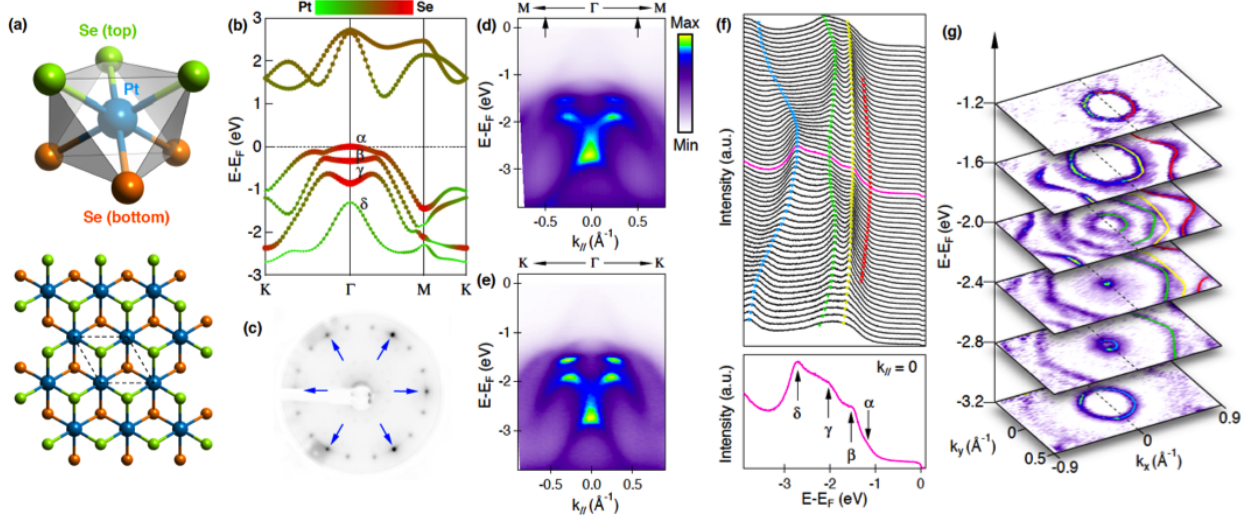 (a)
Se (top)
Pt
Se (bottom)
(b)
Pt
Se
E-E_F (eV)
3
2
1
0
-1
-2
-3
α
β
γ
δ
K
Γ
M
K
(c)
(d)
M
Γ
M
Max
Min
E-E_F (eV)
0
-1
-2
-3
-0.5
0.0
0.5
k_// (Å⁻¹)
(e)
K
Γ
K
E-E_F (eV)
0
-1
-2
-3
-0.5
0.0
0.5
k_// (Å⁻¹)
(f)
Intensity (a.u.)
Intensity (a.u.)
k_// = 0
δ
γ
β
α
-3
-2
-1
0
E-E_F (eV)
(g)
E-E_F (eV)
-1.2
-1.6
-2.0
-2.4
-2.8
-3.2
k_y (Å⁻¹)
0
0.5
-0.9
k_x (Å⁻¹)
0
0.9